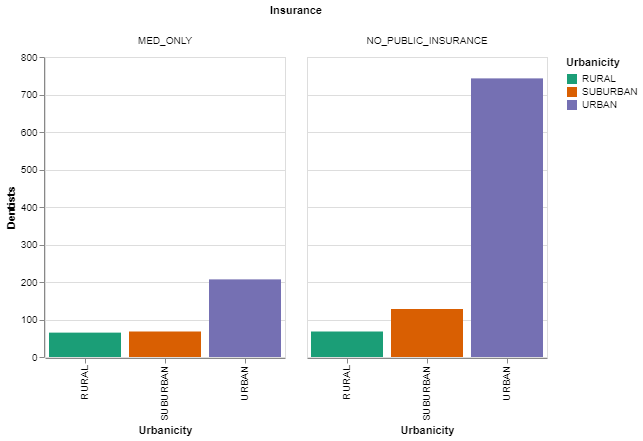 Insurance
MED_ONLY
NO_PUBLIC_INSURANCE
Urbanicity
RURAL
SUBURBAN
URBAN
Dentists
800
700
600
500
400
300
200
100
0
RURAL
SUBURBAN
URBAN
RURAL
SUBURBAN
URBAN
Urbanicity
Urbanicity